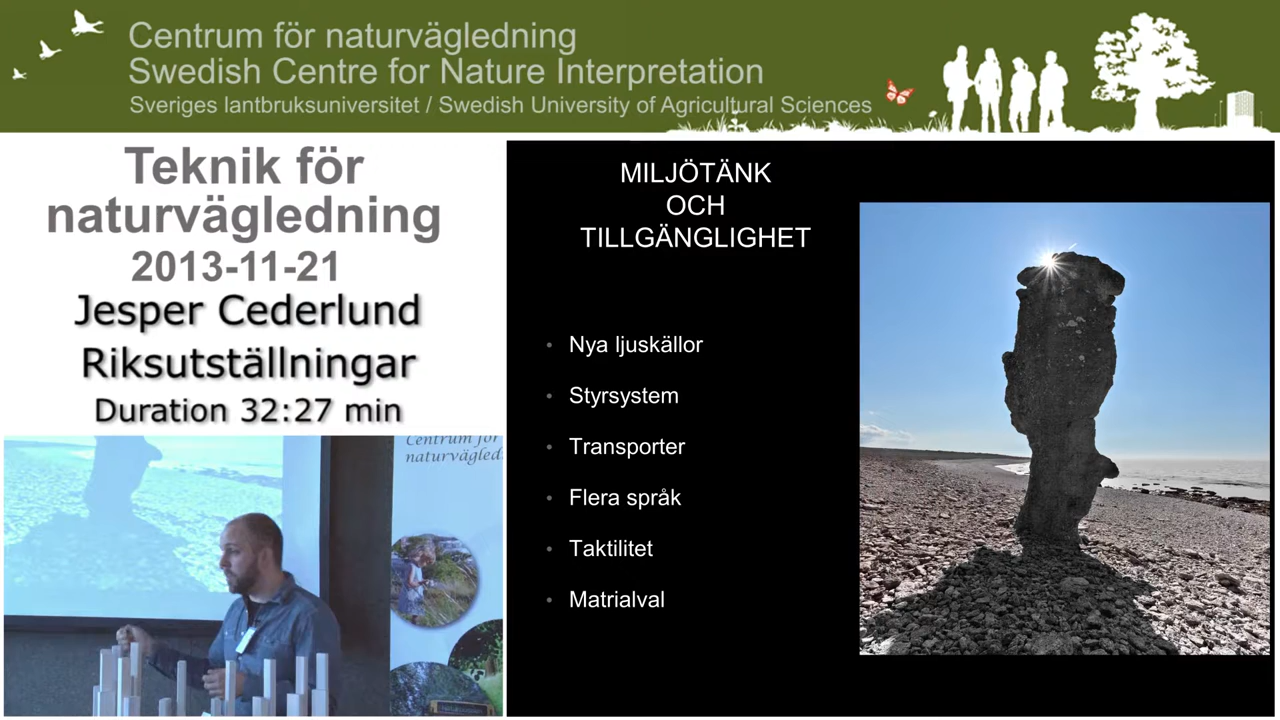 Centrum för naturvägledning
Swedish Centre for Nature Interpretation
Sveriges lantbruksuniversitet / Swedish University of Agricultural Sciences
Teknik för
naturvägledning
2013-11-21
Jesper Cederlund
Riksutställningar
Duration 32:27 min
Centrum för
naturvägled
MILJÖTÄNK
OCH
TILLGÄNGLIGHET
• Nya ljuskällor
• Styrsystem
• Transporter
• Flera språk
• Taktilitet
• Matrialval